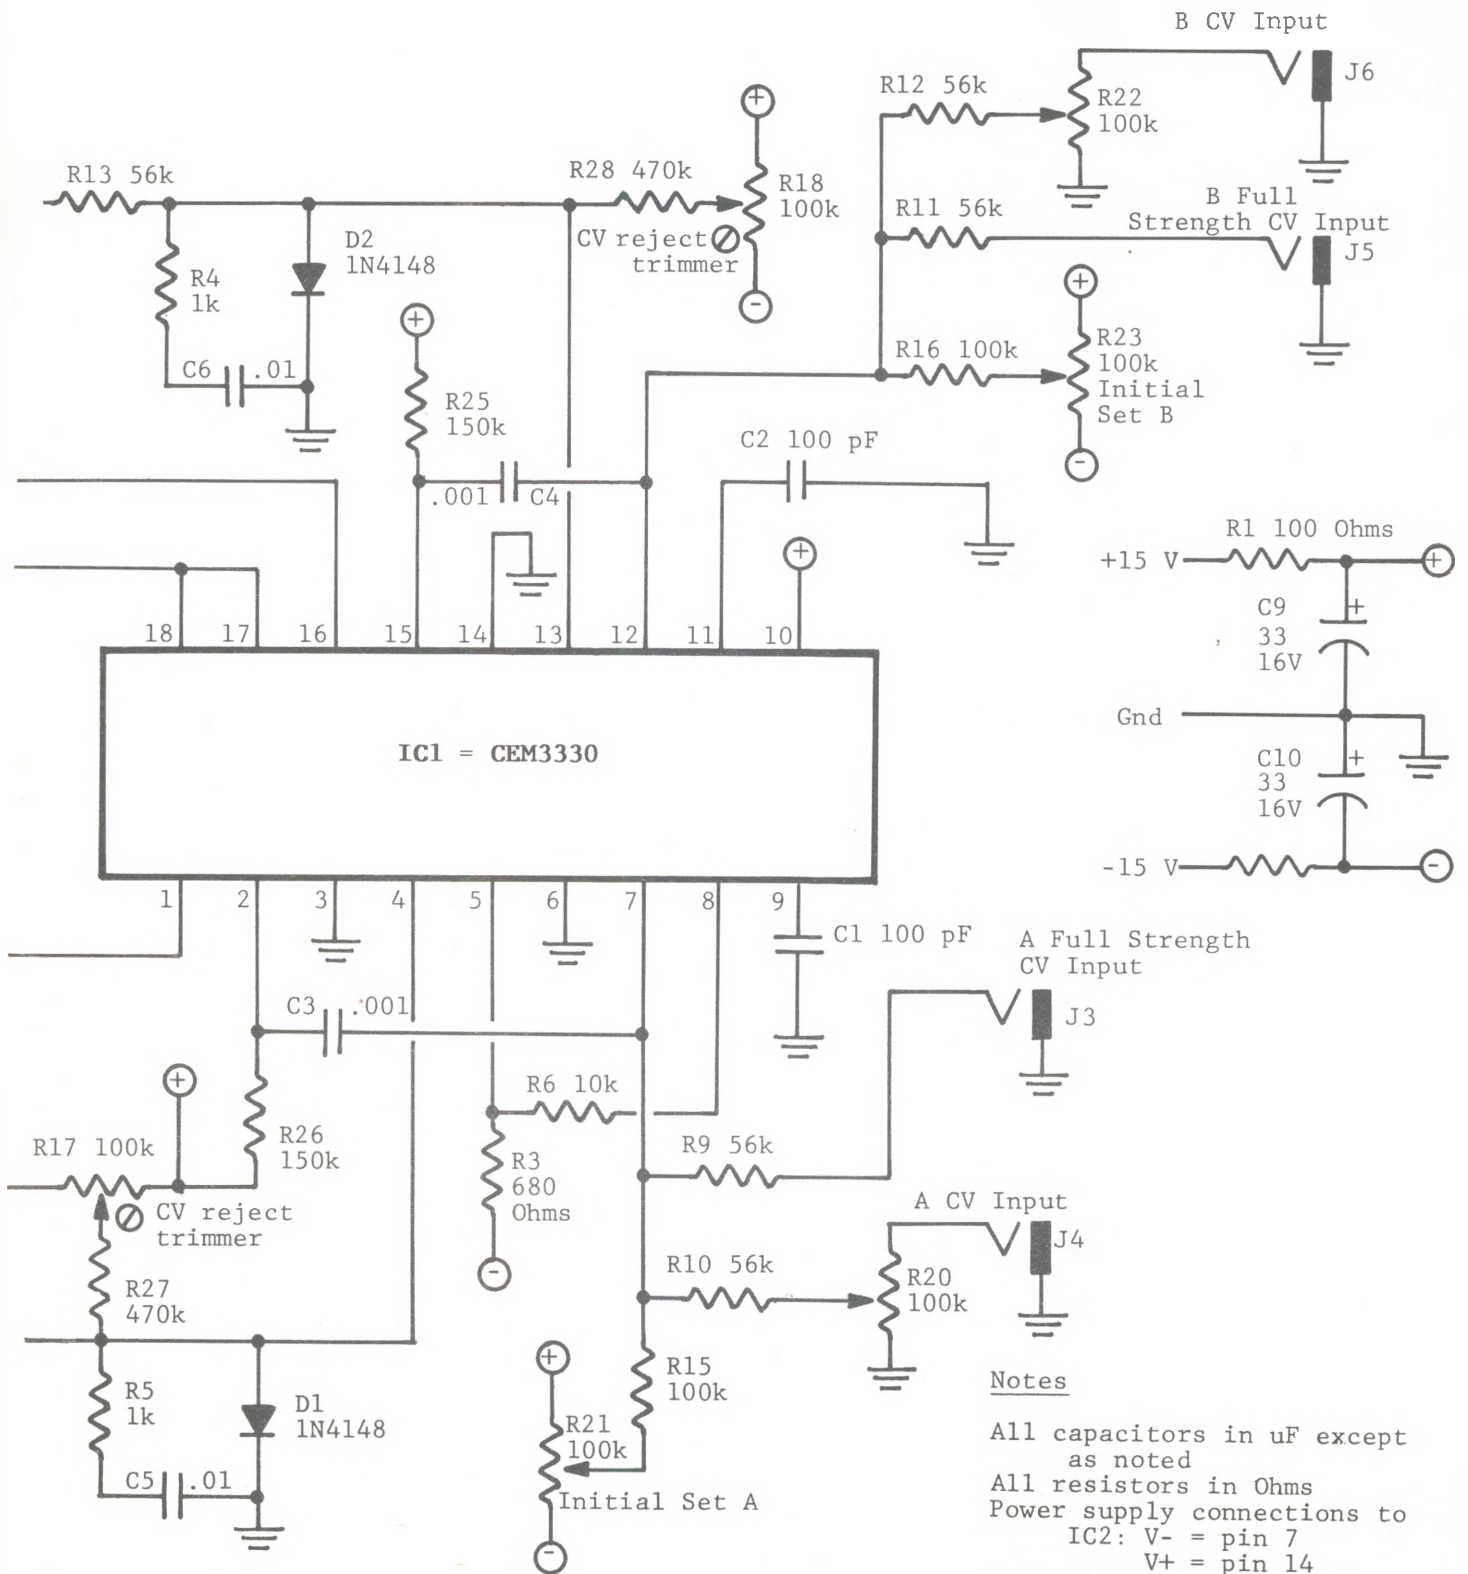 B CV Input
J6
R12 56k
R22
100k
R13 56k
R28 470k
R18
100k
CV reject
trimmer
B Full
Strength CV Input
J5
R11 56k
D2
1N4148
R4
1k
C6 .01
R25
150k
R16 100k
R23
100k
Initial
Set B
C2 100 pF
.001 C4
R1 100 Ohms
+15 V
C9
33
16V
Gnd
C10
33
16V
-15 V
18 17 16 15 14 13 12 11 10
IC1 = CEM3330
1 2 3 4 5 6 7 8 9
C1 100 pF
A Full Strength
CV Input
J3
C3 .001
R6 10k
R17 100k
R26
150k
R3
680
Ohms
R9 56k
CV reject
trimmer
A CV Input
J4
R10 56k
R20
100k
R27
470k
R15
100k
R5
1k
D1
1N4148
R21
100k
C5 .01
Initial Set A
Notes
All capacitors in uF except
as noted
All resistors in Ohms
Power supply connections to
IC2: V- = pin 7
V+ = pin 14